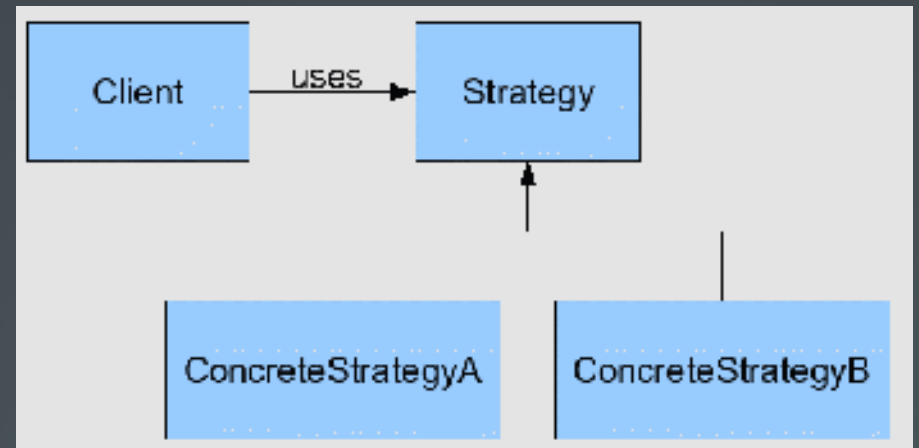 Client
uses
Strategy
ConcreteStrategyA
ConcreteStrategyB